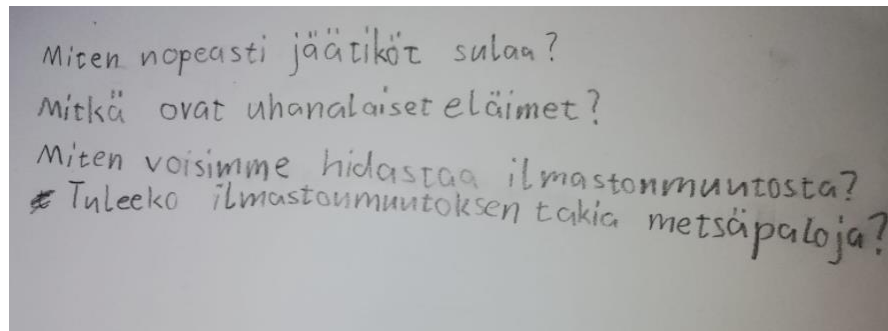 Miten nopeasti jäätiköt sulaa?
Mitkä ovat uhanalaiset eläimet?
Miten voisimme hidastaa ilmastonmuutosta?
Tuleeko ilmastonmuutoksen takia metsäpaloja?